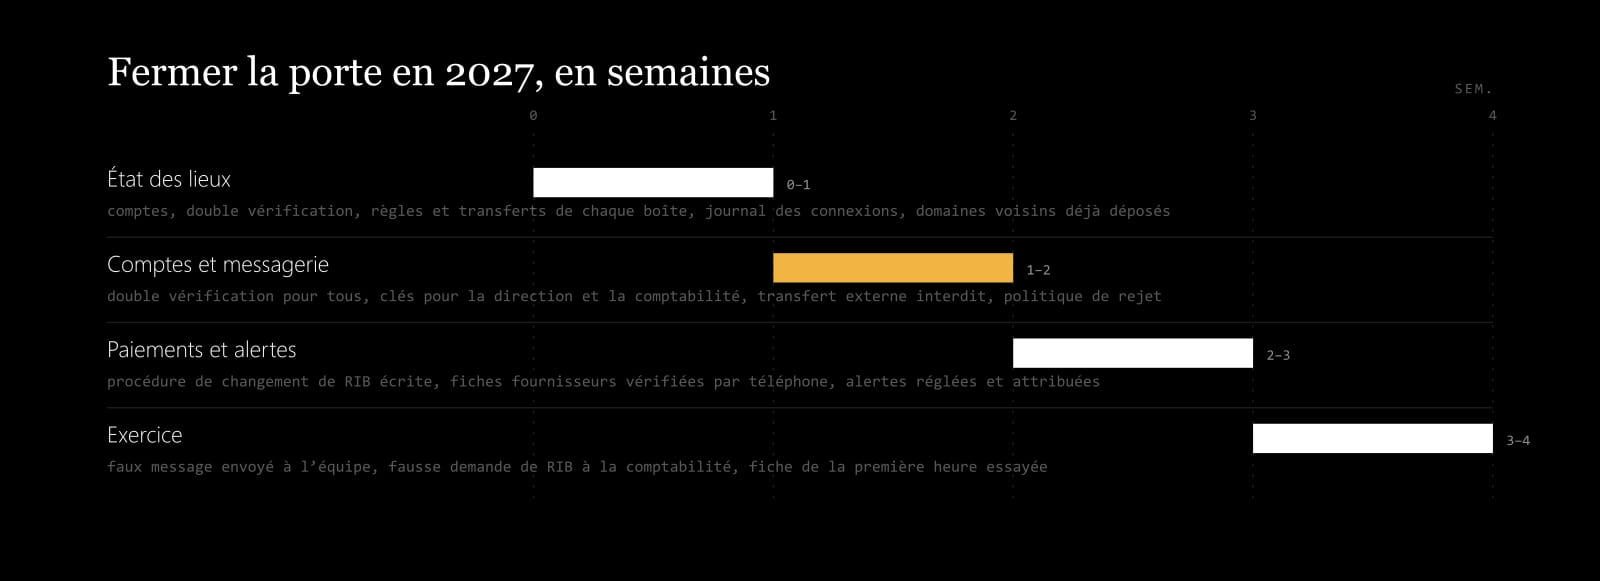 Fermer la porte en 2027, en semaines
SEM.
0 1 2 3 4
État des lieux
0–1
comptes, double vérification, règles et transferts de chaque boîte, journal des connexions, domaines voisins déjà déposés
Comptes et messagerie
1–2
double vérification pour tous, clés pour la direction et la comptabilité, transfert externe interdit, politique de rejet
Paiements et alertes
2–3
procédure de changement de RIB écrite, fiches fournisseurs vérifiées par téléphone, alertes réglées et attribuées
Exercice
3–4
faux message envoyé à l’équipe, fausse demande de RIB à la comptabilité, fiche de la première heure essayée